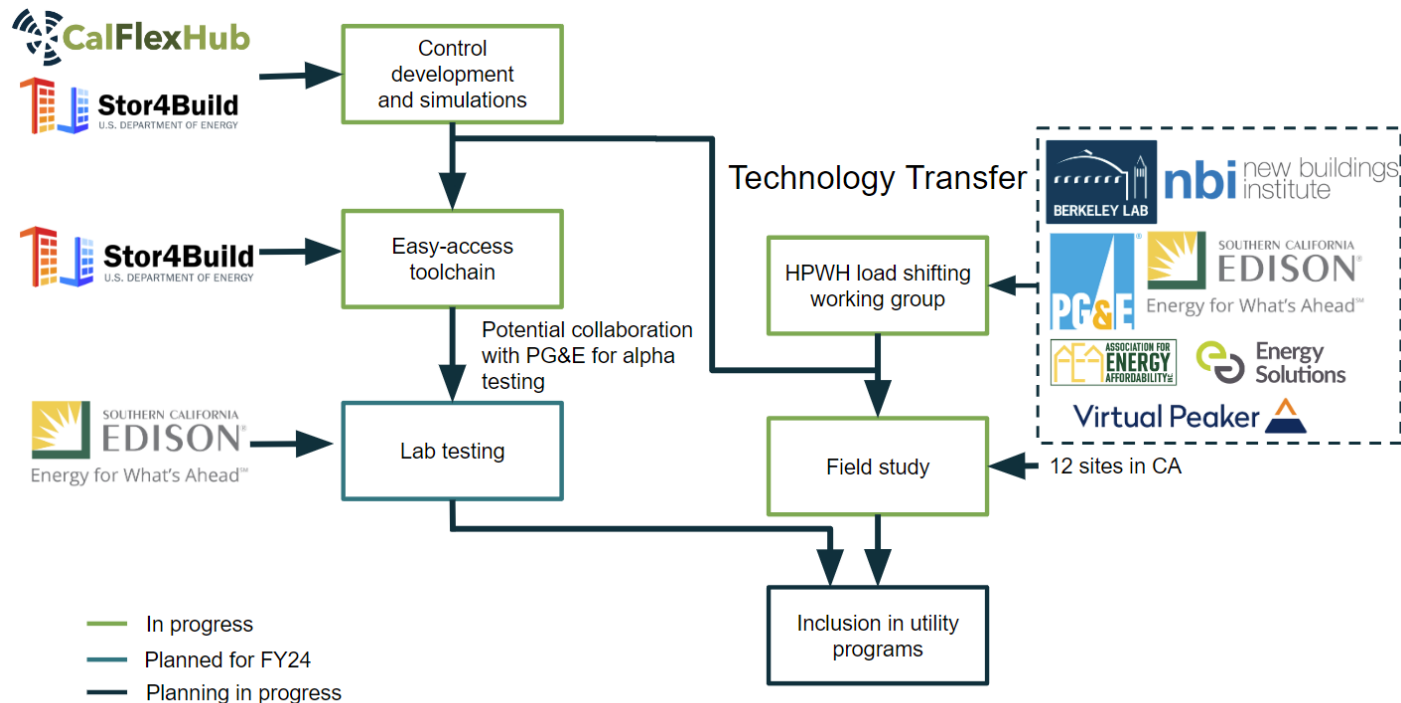 CalFlexHub
Stor4Build
U.S. DEPARTMENT OF ENERGY
Control
development
and simulations
Technology Transfer
BERKELEY LAB
nbi new buildings
institute
Stor4Build
U.S. DEPARTMENT OF ENERGY
Easy-access
toolchain
HPWH load shifting
working group
PG&E
®
SOUTHERN CALIFORNIA
EDISON®
Energy for What's Ahead℠
Potential collaboration
with PG&E for alpha
testing
AEA
ASSOCIATION FOR
ENERGY
AFFORDABILITY INC
Energy
Solutions
Virtual Peaker
SOUTHERN CALIFORNIA
EDISON®
Energy for What's Ahead℠
Lab testing
Field study
12 sites in CA
Inclusion in utility
programs
In progress
Planned for FY24
Planning in progress